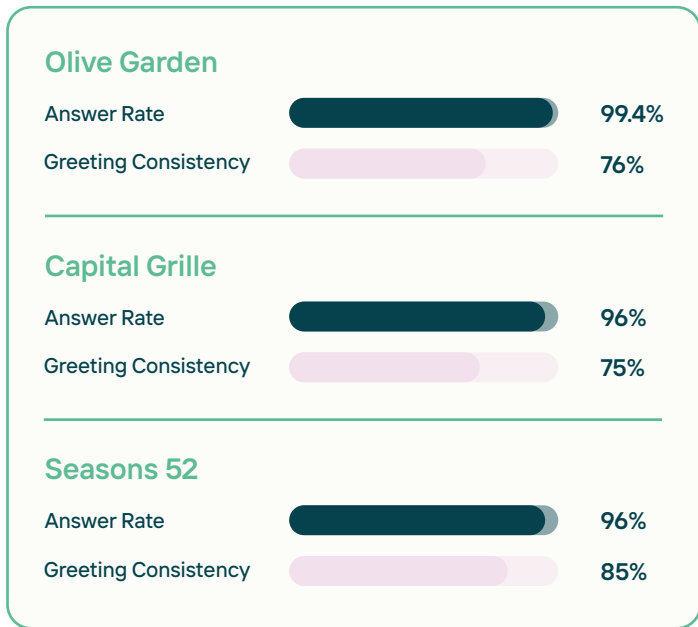 Olive Garden
Answer Rate 99.4%
Greeting Consistency 76%
Capital Grille
Answer Rate 96%
Greeting Consistency 75%
Seasons 52
Answer Rate 96%
Greeting Consistency 85%